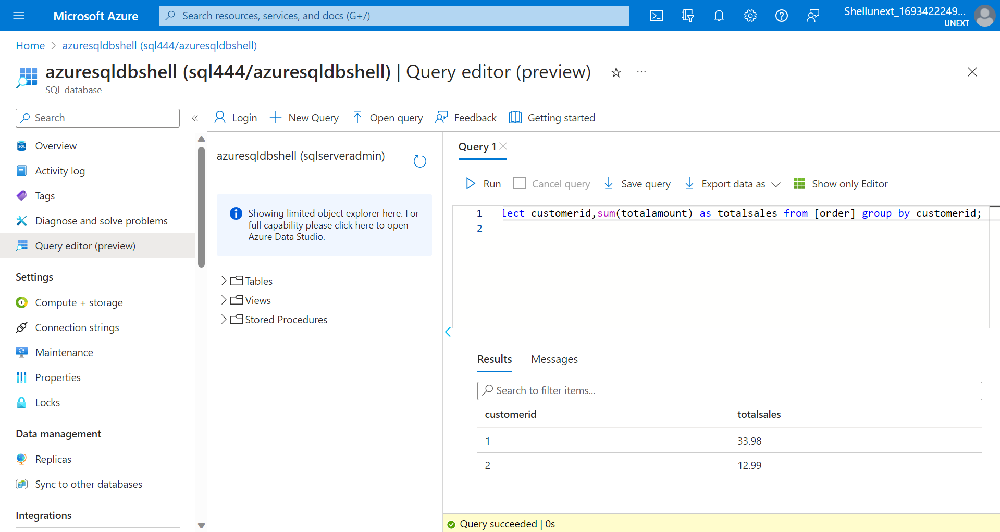 Microsoft Azure
Search resources, services, and docs (G+/)
Shellunext_1693422249...
UNEXT
Home > azuresqldbshell (sql444/azuresqldbshell)
azuresqldbshell (sql444/azuresqldbshell) | Query editor (preview)
SQL database
Search
Login
New Query
Open query
Feedback
Getting started
Overview
Activity log
Tags
Diagnose and solve problems
Query editor (preview)
Settings
Compute + storage
Connection strings
Maintenance
Properties
Locks
Data management
Replicas
Sync to other databases
Integrations
azuresqldbshell (sqlserveradmin)
Showing limited object explorer here. For
full capability please click here to open
Azure Data Studio.
Tables
Views
Stored Procedures
Query 1
Run
Cancel query
Save query
Export data as
Show only Editor
1 lect customerid,sum(totalamount) as totalsales from [order] group by customerid;
2
Results Messages
Search to filter items...
customerid totalsales
1 33.98
2 12.99
Query succeeded | 0s